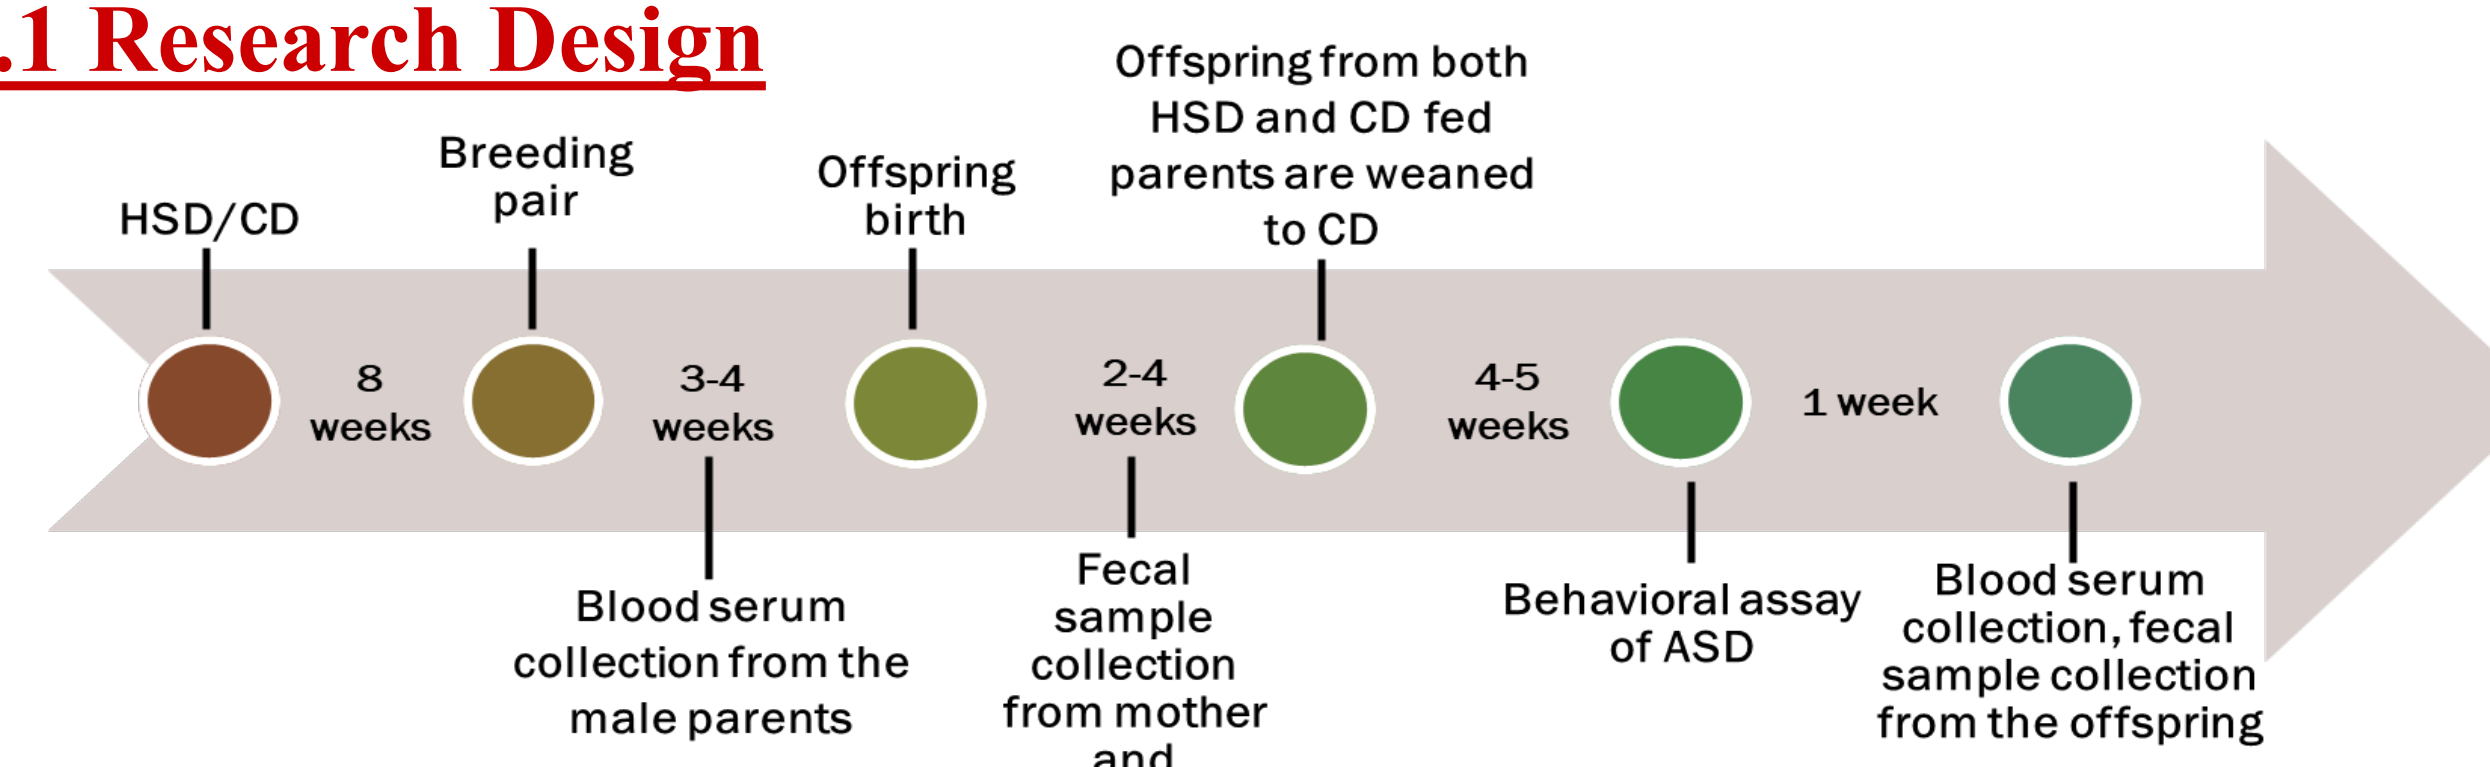 .1 Research Design
HSD/CD
Breeding
pair
Offspring
birth
Offspring from both
HSD and CD fed
parents are weaned
to CD
8
weeks
3-4
weeks
2-4
weeks
4-5
weeks
1 week
Blood serum
collection from the
male parents
Fecal
sample
collection
from mother
and
Behavioral assay
of ASD
Blood serum
collection, fecal
sample collection
from the offspring